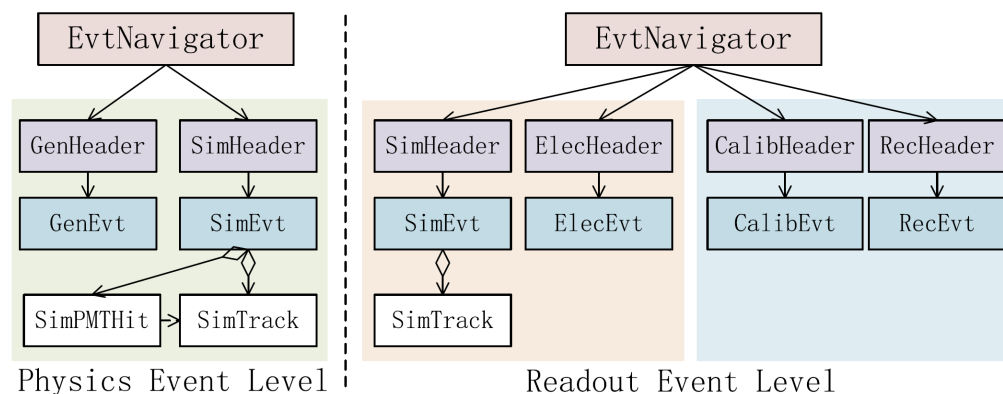 EvtNavigator
GenHeader SimHeader
GenEvt SimEvt
SimPMTHit SimTrack
Physics Event Level
EvtNavigator
SimHeader ElecHeader CalibHeader RecHeader
SimEvt ElecEvt CalibEvt RecEvt
SimTrack
Readout Event Level